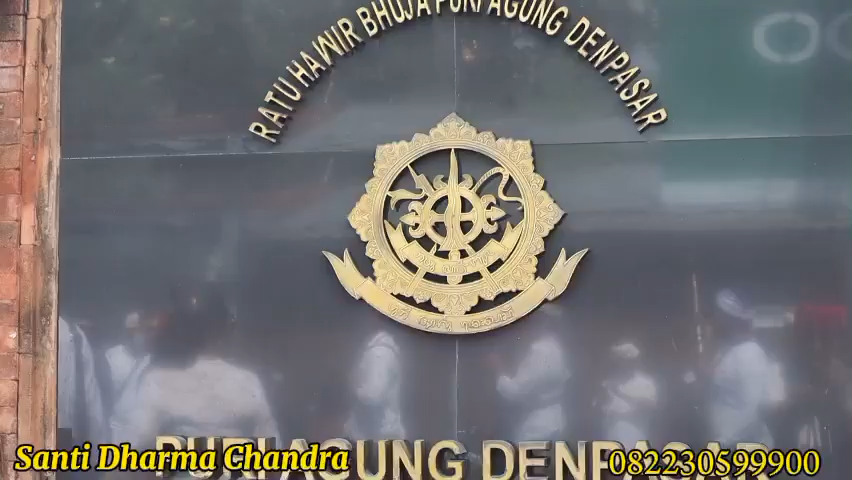 RATU HAWIR BHUJA PURI AGUNG DENPASAR
PURI AGUNG DENPASAR
Santi Dharma Chandra
082230599900